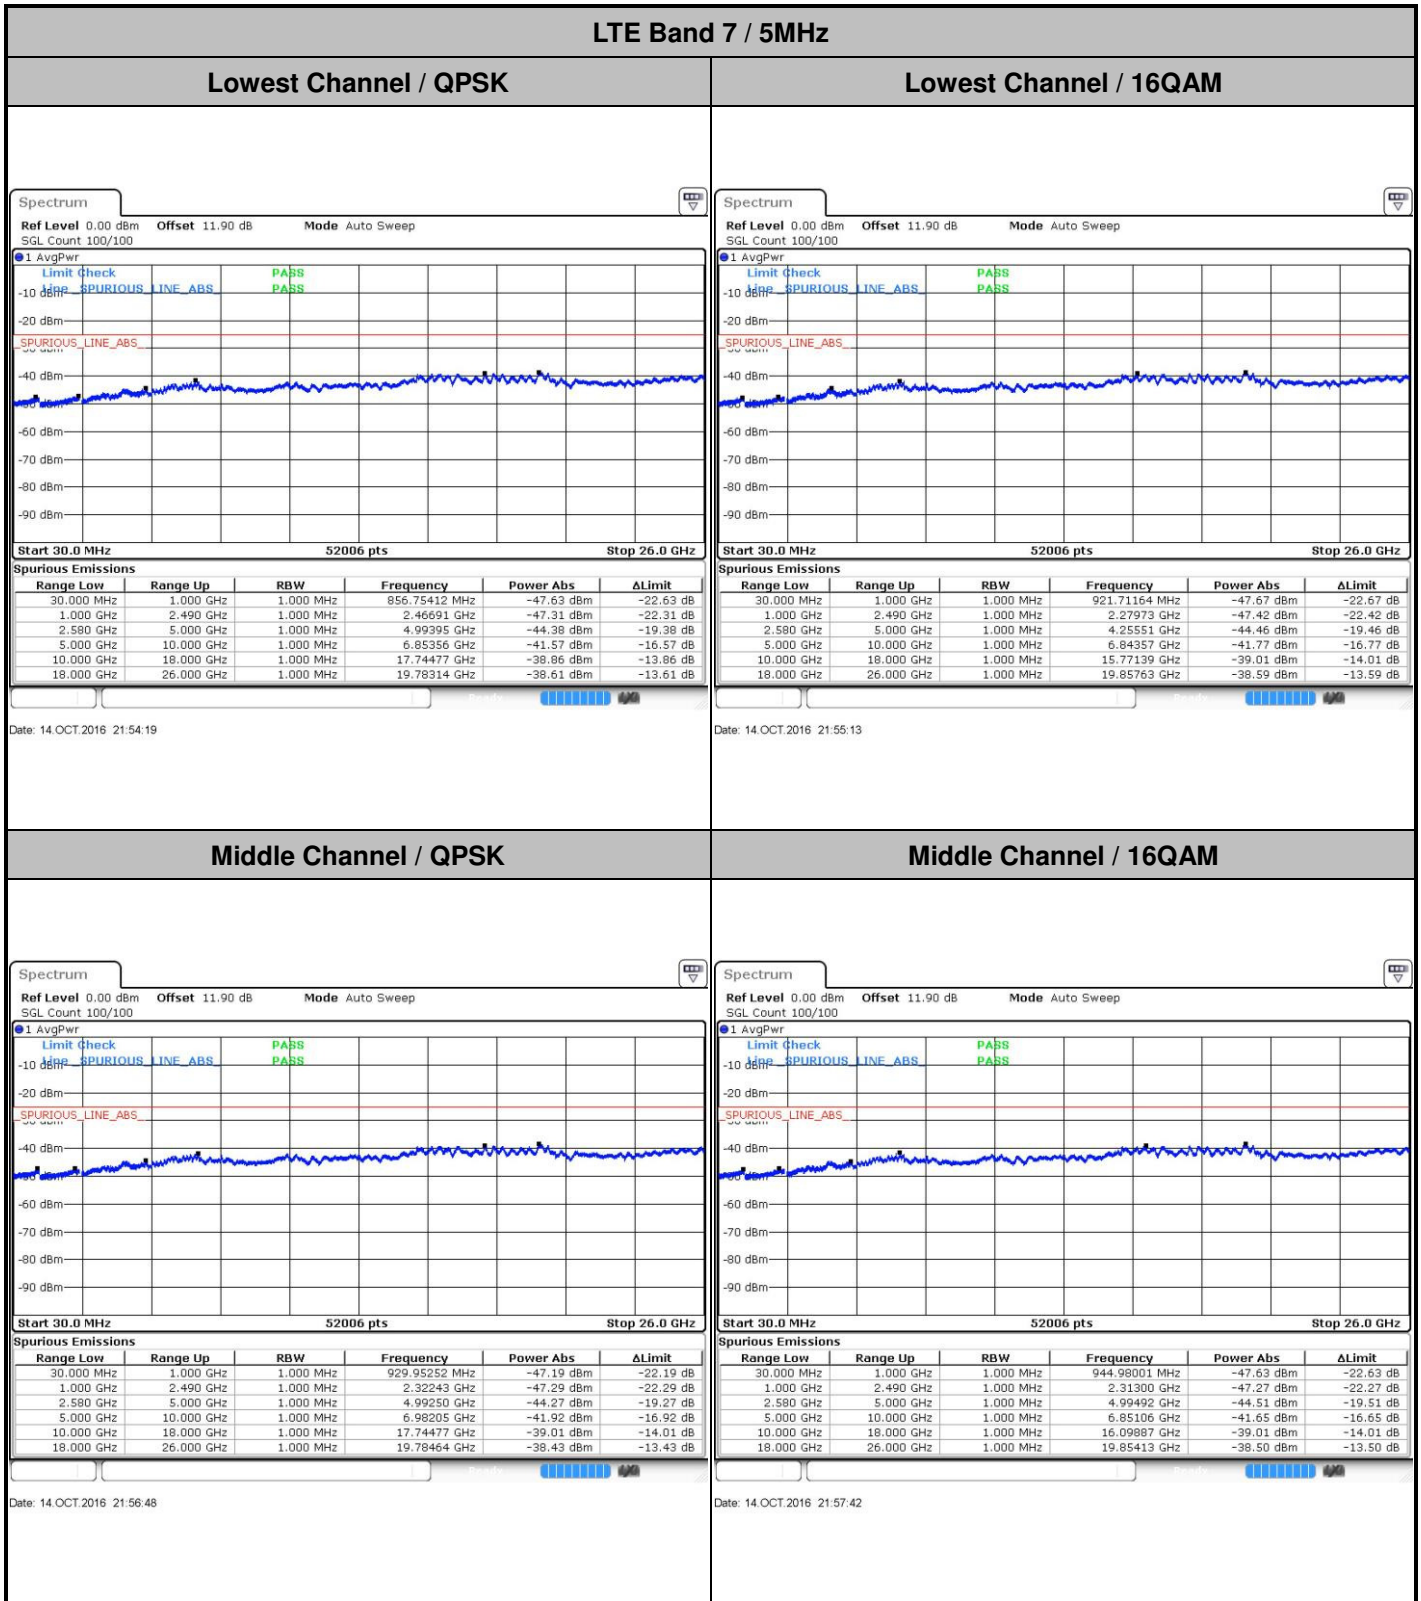 LTE Band 7 / 5MHz
Lowest Channel / QPSK
Lowest Channel / 16QAM
Spectrum
Ref Level 0.00 dBm Offset 11.90 dB Mode Auto Sweep
SGL Count 100/100
1 AvgPwr
Limit Check PASS
Line _SPURIOUS_LINE_ABS_ PASS
-10 dBm
-20 dBm
_SPURIOUS_LINE_ABS_
-30 dBm
-40 dBm
-50 dBm
-60 dBm
-70 dBm
-80 dBm
-90 dBm
Start 30.0 MHz 52006 pts Stop 26.0 GHz
Spurious Emissions
Range Low Range Up RBW Frequency Power Abs ΔLimit
30.000 MHz 1.000 GHz 1.000 MHz 856.75412 MHz -47.63 dBm -22.63 dB
1.000 GHz 2.490 GHz 1.000 MHz 2.46691 GHz -47.31 dBm -22.31 dB
2.580 GHz 5.000 GHz 1.000 MHz 4.99395 GHz -44.38 dBm -19.38 dB
5.000 GHz 10.000 GHz 1.000 MHz 6.85356 GHz -41.57 dBm -16.57 dB
10.000 GHz 18.000 GHz 1.000 MHz 17.74477 GHz -38.86 dBm -13.86 dB
18.000 GHz 26.000 GHz 1.000 MHz 19.78314 GHz -38.61 dBm -13.61 dB
Date: 14.OCT.2016 21:54:19
Spectrum
Ref Level 0.00 dBm Offset 11.90 dB Mode Auto Sweep
SGL Count 100/100
1 AvgPwr
Limit Check PASS
Line _SPURIOUS_LINE_ABS_ PASS
-10 dBm
-20 dBm
_SPURIOUS_LINE_ABS_
-30 dBm
-40 dBm
-50 dBm
-60 dBm
-70 dBm
-80 dBm
-90 dBm
Start 30.0 MHz 52006 pts Stop 26.0 GHz
Spurious Emissions
Range Low Range Up RBW Frequency Power Abs ΔLimit
30.000 MHz 1.000 GHz 1.000 MHz 921.71164 MHz -47.67 dBm -22.67 dB
1.000 GHz 2.490 GHz 1.000 MHz 2.27973 GHz -47.42 dBm -22.42 dB
2.580 GHz 5.000 GHz 1.000 MHz 4.25551 GHz -44.46 dBm -19.46 dB
5.000 GHz 10.000 GHz 1.000 MHz 6.84357 GHz -41.77 dBm -16.77 dB
10.000 GHz 18.000 GHz 1.000 MHz 15.77139 GHz -39.01 dBm -14.01 dB
18.000 GHz 26.000 GHz 1.000 MHz 19.85763 GHz -38.59 dBm -13.59 dB
Date: 14.OCT.2016 21:55:13
Middle Channel / QPSK
Middle Channel / 16QAM
Spectrum
Ref Level 0.00 dBm Offset 11.90 dB Mode Auto Sweep
SGL Count 100/100
1 AvgPwr
Limit Check PASS
Line _SPURIOUS_LINE_ABS_ PASS
-10 dBm
-20 dBm
_SPURIOUS_LINE_ABS_
-30 dBm
-40 dBm
-50 dBm
-60 dBm
-70 dBm
-80 dBm
-90 dBm
Start 30.0 MHz 52006 pts Stop 26.0 GHz
Spurious Emissions
Range Low Range Up RBW Frequency Power Abs ΔLimit
30.000 MHz 1.000 GHz 1.000 MHz 929.95252 MHz -47.19 dBm -22.19 dB
1.000 GHz 2.490 GHz 1.000 MHz 2.32243 GHz -47.29 dBm -22.29 dB
2.580 GHz 5.000 GHz 1.000 MHz 4.99250 GHz -44.27 dBm -19.27 dB
5.000 GHz 10.000 GHz 1.000 MHz 6.98205 GHz -41.92 dBm -16.92 dB
10.000 GHz 18.000 GHz 1.000 MHz 17.74477 GHz -39.01 dBm -14.01 dB
18.000 GHz 26.000 GHz 1.000 MHz 19.78464 GHz -38.43 dBm -13.43 dB
Date: 14.OCT.2016 21:56:48
Spectrum
Ref Level 0.00 dBm Offset 11.90 dB Mode Auto Sweep
SGL Count 100/100
1 AvgPwr
Limit Check PASS
Line _SPURIOUS_LINE_ABS_ PASS
-10 dBm
-20 dBm
_SPURIOUS_LINE_ABS_
-30 dBm
-40 dBm
-50 dBm
-60 dBm
-70 dBm
-80 dBm
-90 dBm
Start 30.0 MHz 52006 pts Stop 26.0 GHz
Spurious Emissions
Range Low Range Up RBW Frequency Power Abs ΔLimit
30.000 MHz 1.000 GHz 1.000 MHz 944.98001 MHz -47.63 dBm -22.63 dB
1.000 GHz 2.490 GHz 1.000 MHz 2.31300 GHz -47.27 dBm -22.27 dB
2.580 GHz 5.000 GHz 1.000 MHz 4.99492 GHz -44.51 dBm -19.51 dB
5.000 GHz 10.000 GHz 1.000 MHz 6.85106 GHz -41.65 dBm -16.65 dB
10.000 GHz 18.000 GHz 1.000 MHz 16.09887 GHz -39.01 dBm -14.01 dB
18.000 GHz 26.000 GHz 1.000 MHz 19.85413 GHz -38.50 dBm -13.50 dB
Date: 14.OCT.2016 21:57:42